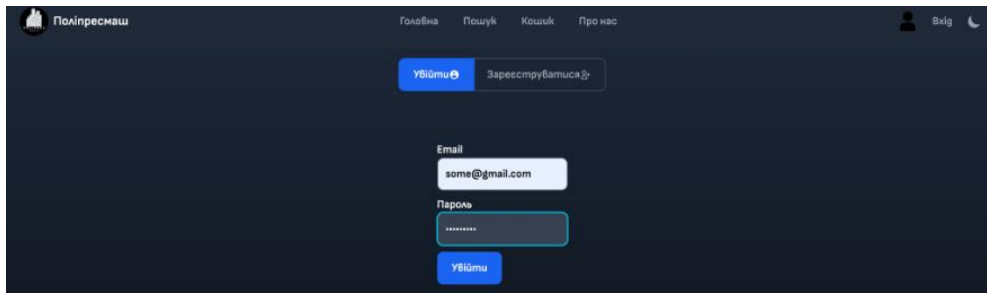 Поліпресмаш Головна Пошук Кошик Про нас Вхід
Увійти Зареєструватися
Email
some@gmail.com
Пароль
•••••••••
Увійти